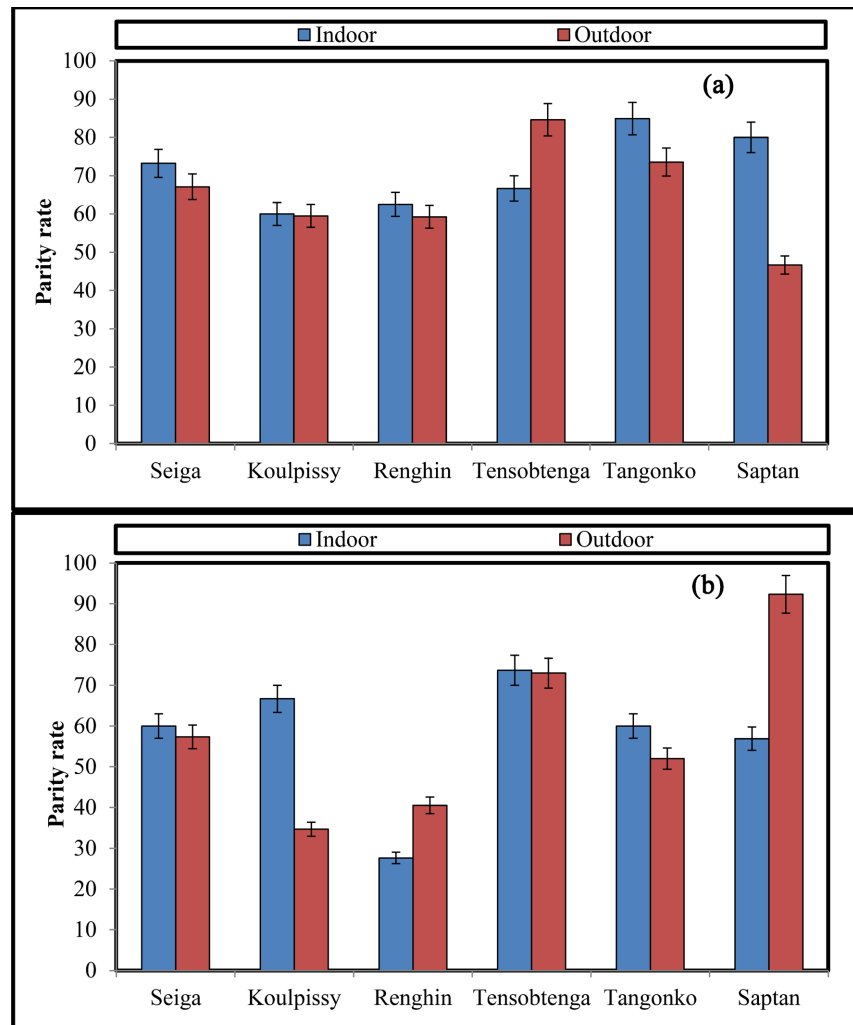 Indoor Outdoor
(a)
Parity rate
100
90
80
70
60
50
40
30
20
10
0
Seiga Koulpissy Renghin Tensobtenga Tangonko Saptan
Indoor Outdoor
(b)
Parity rate
100
90
80
70
60
50
40
30
20
10
0
Seiga Koulpissy Renghin Tensobtenga Tangonko Saptan